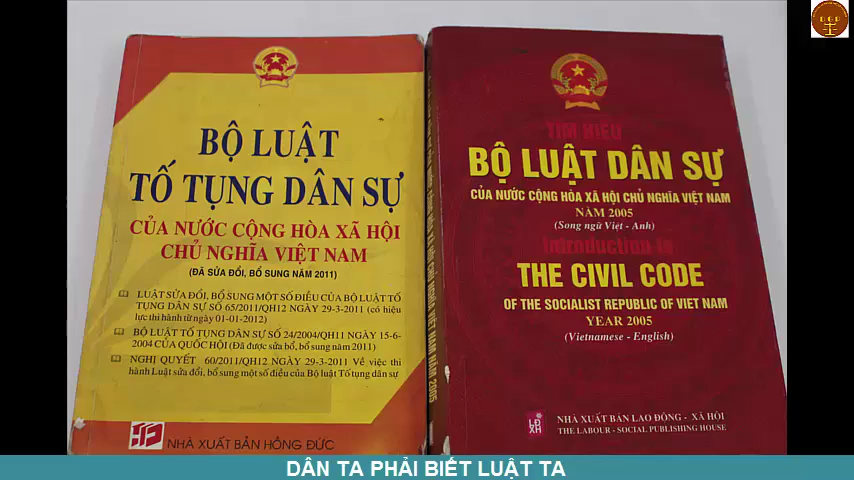 BỘ LUẬT
TỐ TỤNG DÂN SỰ
CỦA NƯỚC CỘNG HÒA XÃ HỘI
CHỦ NGHĨA VIỆT NAM
(ĐÃ SỬA ĐỔI, BỔ SUNG NĂM 2011)
LUẬT SỬA ĐỔI, BỔ SUNG MỘT SỐ ĐIỀU CỦA BỘ LUẬT TỐ
TỤNG DÂN SỰ SỐ 65/2011/QH12 NGÀY 29-3-2011 (có hiệu
lực thi hành từ ngày 01-01-2012)
BỘ LUẬT TỐ TỤNG DÂN SỰ SỐ 24/2004/QH11 NGÀY 15-6-
2004 CỦA QUỐC HỘI (Đã được sửa bổ, bổ sung năm 2011)
NGHỊ QUYẾT 60/2011/QH12 NGÀY 29-3-2011 Về việc thi
hành Luật sửa đổi, bổ sung một số điều của Bộ luật Tố tụng dân sự
NHÀ XUẤT BẢN HỒNG ĐỨC
TÌM HIỂU
BỘ LUẬT DÂN SỰ
CỦA NƯỚC CỘNG HÒA XÃ HỘI CHỦ NGHĨA VIỆT NAM
NĂM 2005
(Song ngữ Việt - Anh)
Introduction to
THE CIVIL CODE
OF THE SOCIALIST REPUBLIC OF VIET NAM
YEAR 2005
(Vietnamese - English)
LĐ
XH
NHÀ XUẤT BẢN LAO ĐỘNG - XÃ HỘI
THE LABOUR - SOCIAL PUBLISHING HOUSE
DÂN TA PHẢI BIẾT LUẬT TA